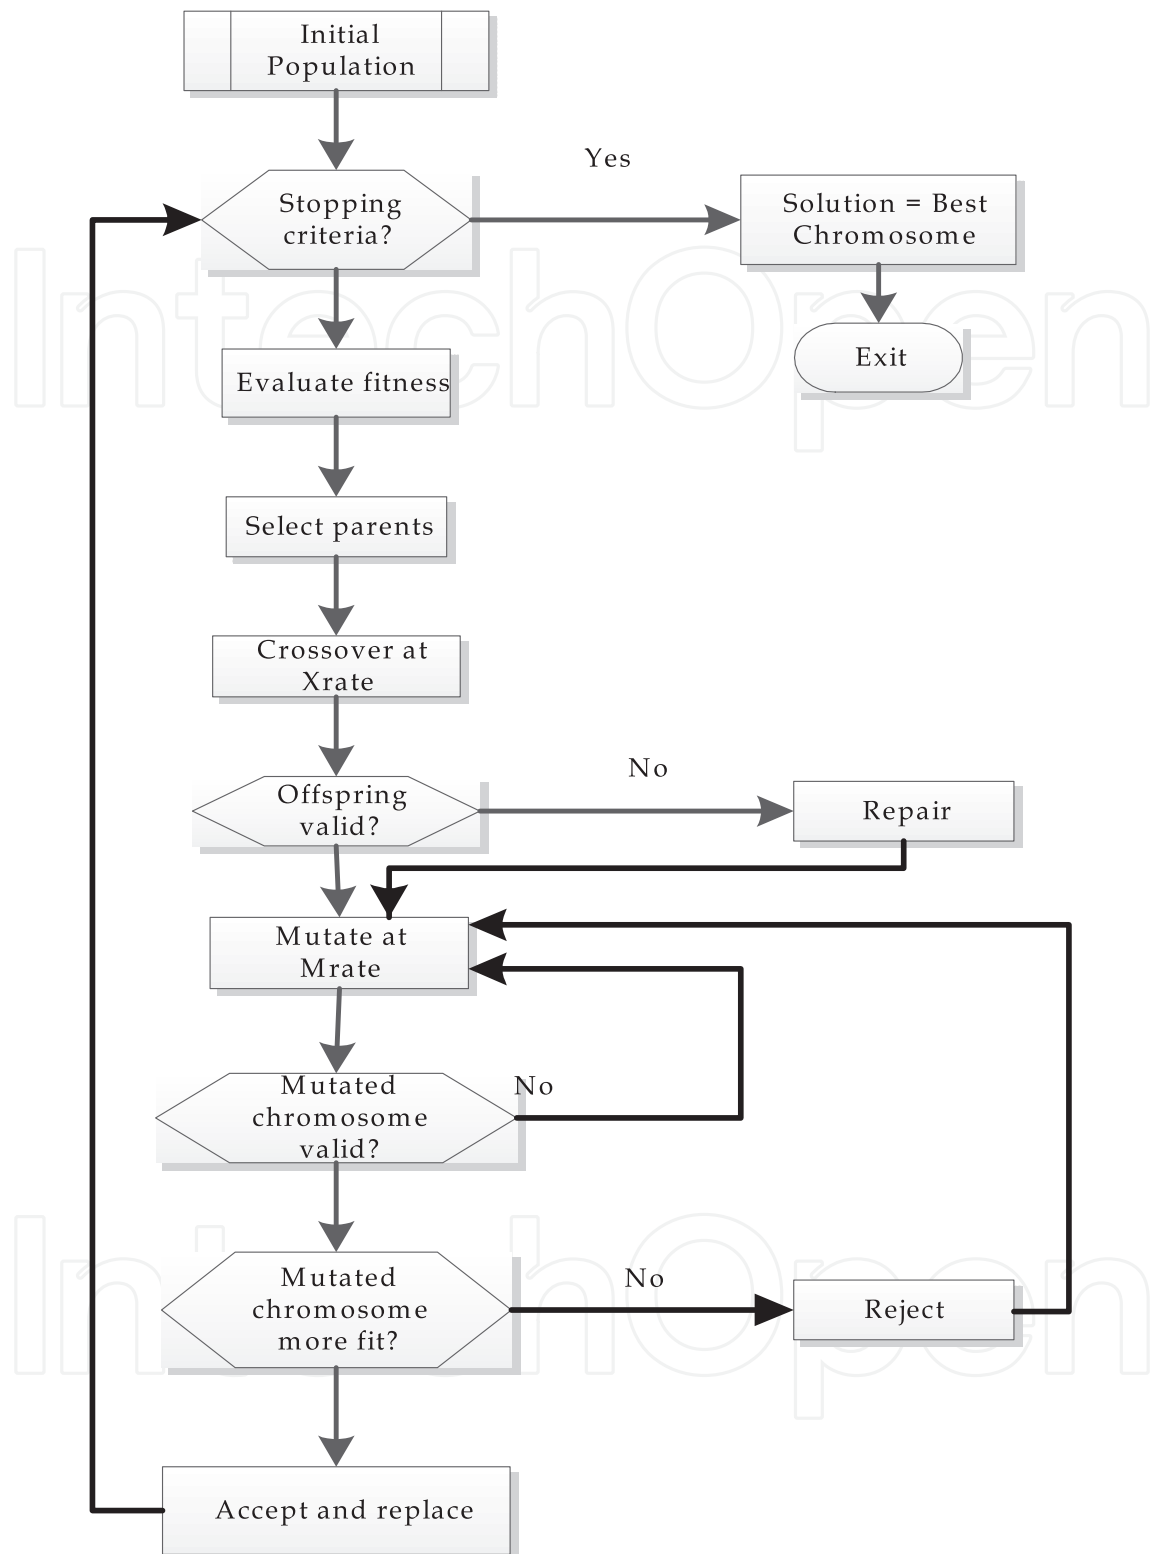 Initial
Population
Yes
Stopping
criteria?
Solution = Best
Chromosome
Exit
Evaluate fitness
Select parents
Crossover at
Xrate
No
Offspring
valid?
Repair
Mutate at
Mrate
No
Mutated
chromosome
valid?
No
Mutated
chromosome
more fit?
Reject
Accept and replace
IntechOpen
IntechOpen